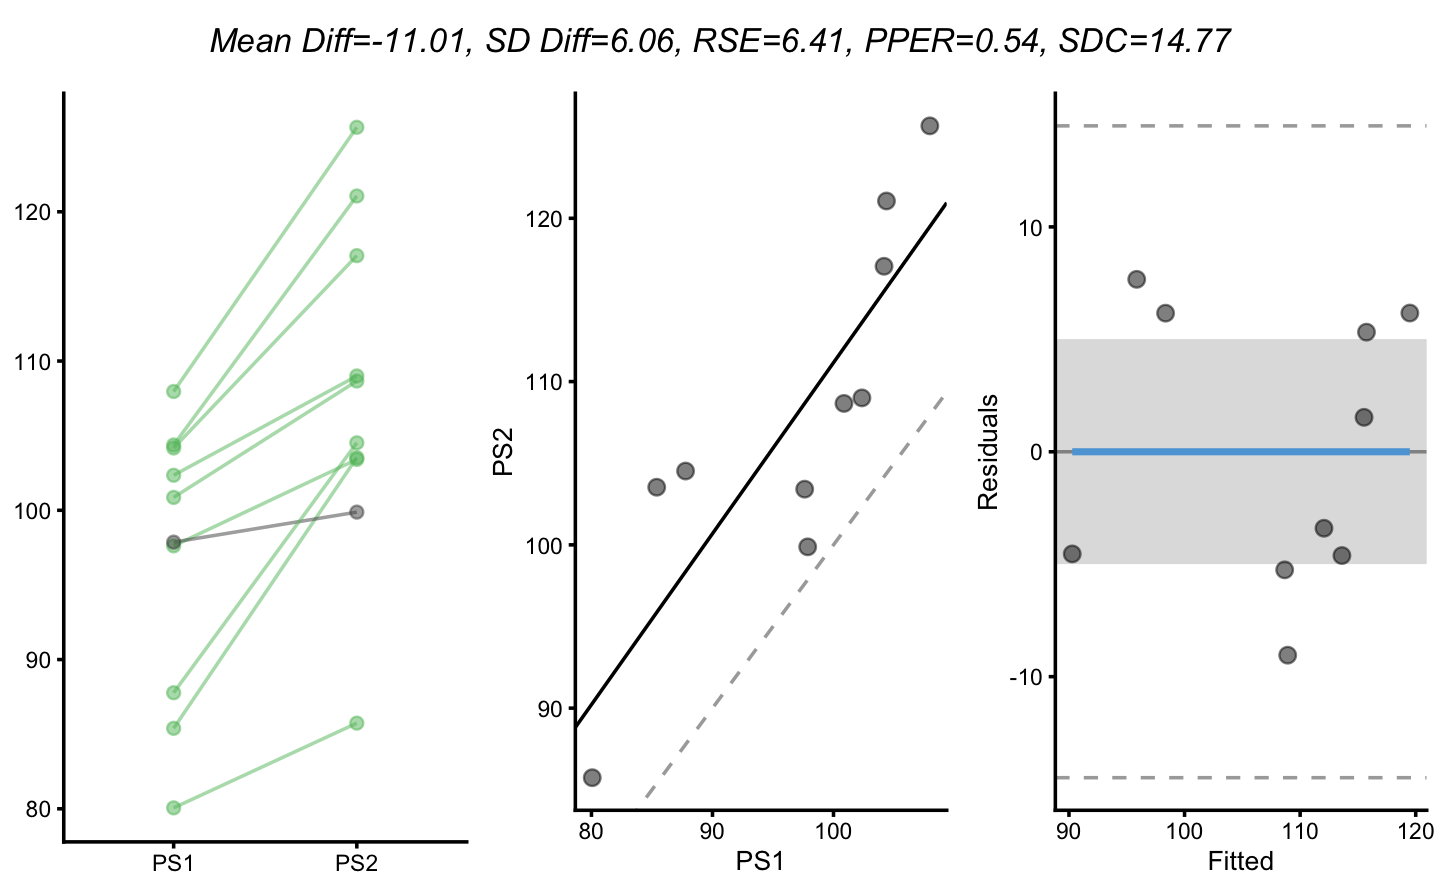 Mean Diff=-11.01, SD Diff=6.06, RSE=6.41, PPER=0.54, SDC=14.77
120
110
100
90
80
PS1 PS2
PS2
120
110
100
90
80 90 100
PS1
Residuals
10
0
-10
90 100 110 120
Fitted